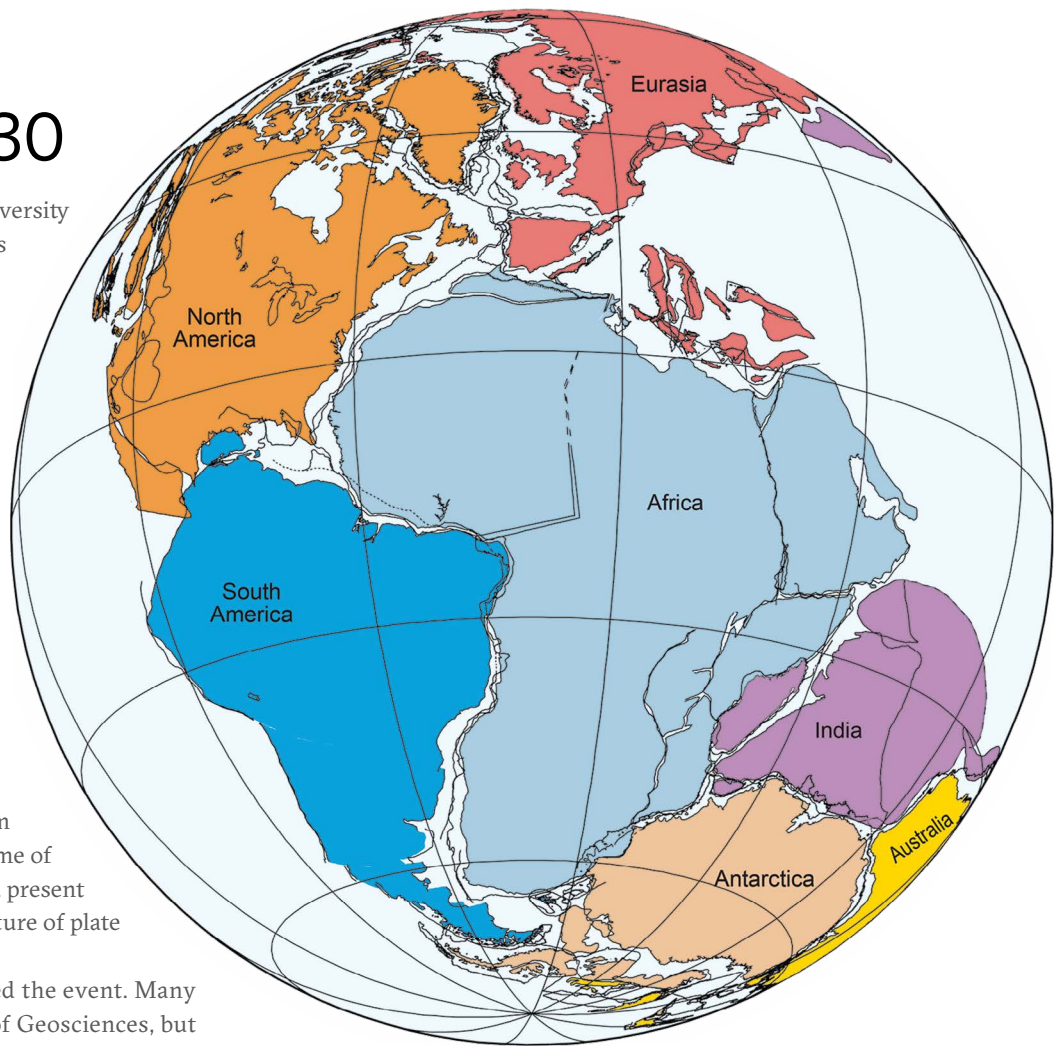 30
versity
s
n
me of
present
ture of plate
ed the event. Many
of Geosciences, but
Eurasia
North
America
Africa
South
America
India
Australia
Antarctica